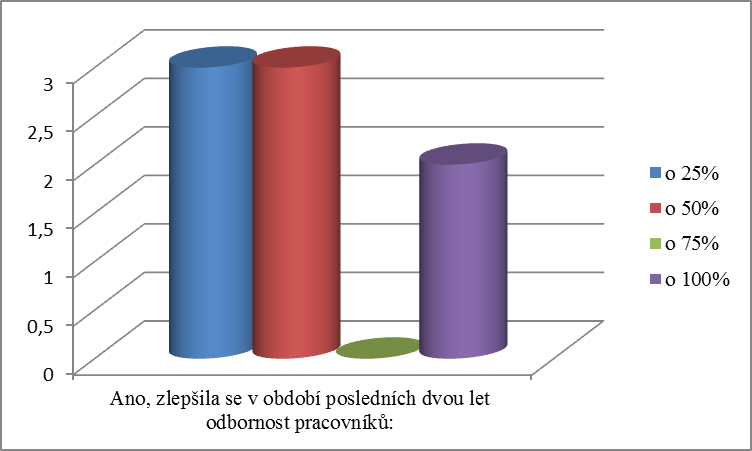 3
2,5
2
1,5
1
0,5
0
Ano, zlepšila se v období posledních dvou let
odbornost pracovníků:
o 25%
o 50%
o 75%
o 100%